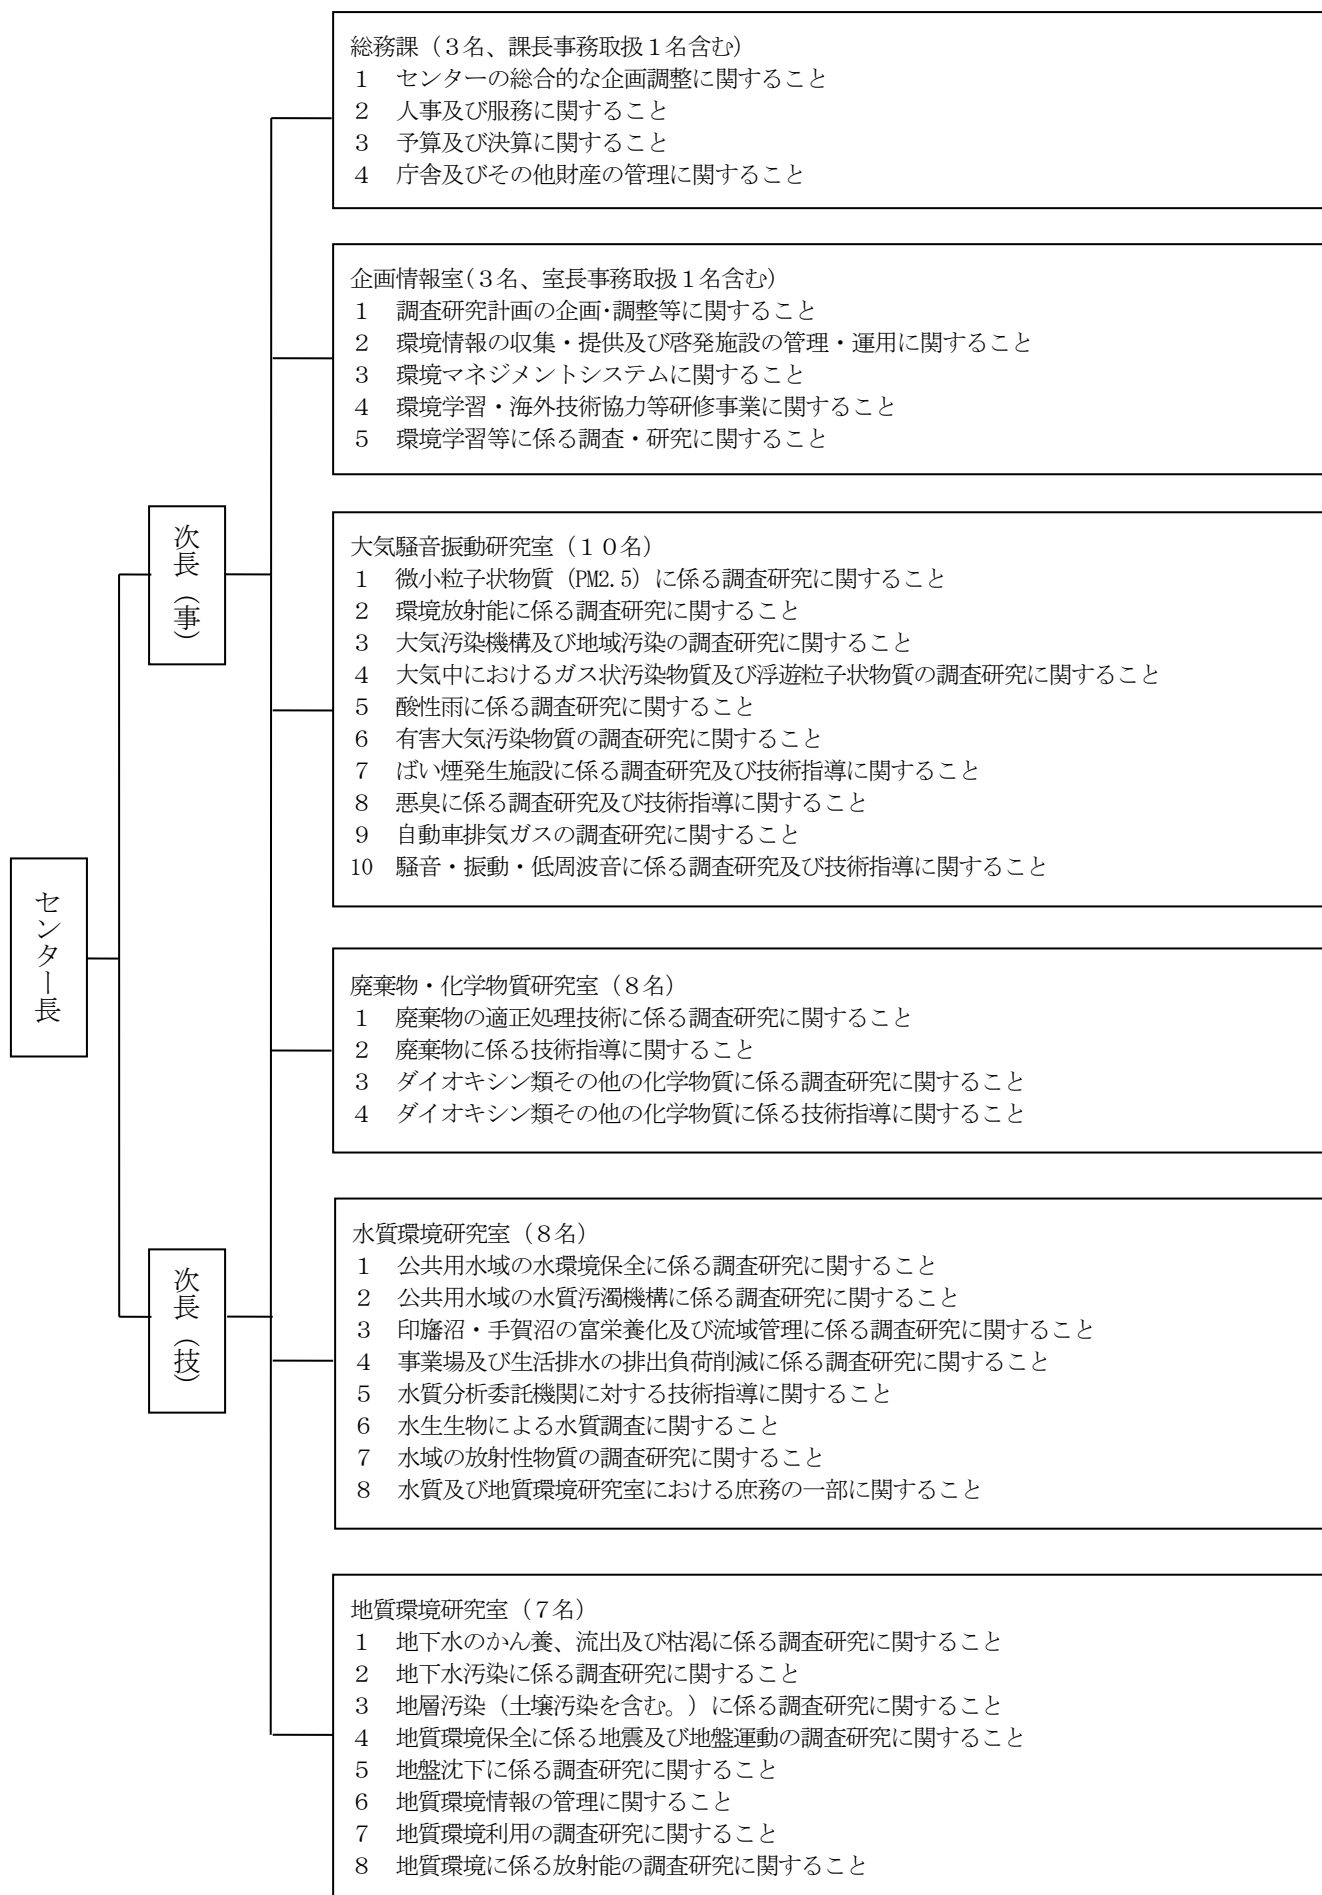 総務課（３名、課長事務取扱１名含む）
１　センターの総合的な企画調整に関すること
２　人事及び服務に関すること
３　予算及び決算に関すること
４　庁舎及びその他財産の管理に関すること
企画情報室(３名、室長事務取扱１名含む)
１　調査研究計画の企画･調整等に関すること
２　環境情報の収集・提供及び啓発施設の管理・運用に関すること
３　環境マネジメントシステムに関すること
４　環境学習・海外技術協力等研修事業に関すること
５　環境学習等に係る調査・研究に関すること
次長（事）
大気騒音振動研究室（１０名）
１　微小粒子状物質（PM2.5）に係る調査研究に関すること
２　環境放射能に係る調査研究に関すること
３　大気汚染機構及び地域汚染の調査研究に関すること
４　大気中におけるガス状汚染物質及び浮遊粒子状物質の調査研究に関すること
５　酸性雨に係る調査研究に関すること
６　有害大気汚染物質の調査研究に関すること
７　ばい煙発生施設に係る調査研究及び技術指導に関すること
８　悪臭に係る調査研究及び技術指導に関すること
９　自動車排気ガスの調査研究に関すること
10　騒音・振動・低周波音に係る調査研究及び技術指導に関すること
センター長
廃棄物・化学物質研究室（８名）
１　廃棄物の適正処理技術に係る調査研究に関すること
２　廃棄物に係る技術指導に関すること
３　ダイオキシン類その他の化学物質に係る調査研究に関すること
４　ダイオキシン類その他の化学物質に係る技術指導に関すること
次長（技）
水質環境研究室（８名）
１　公共用水域の水環境保全に係る調査研究に関すること
２　公共用水域の水質汚濁機構に係る調査研究に関すること
３　印旛沼・手賀沼の富栄養化及び流域管理に係る調査研究に関すること
４　事業場及び生活排水の排出負荷削減に係る調査研究に関すること
５　水質分析委託機関に対する技術指導に関すること
６　水生生物による水質調査に関すること
７　水域の放射性物質の調査研究に関すること
８　水質及び地質環境研究室における庶務の一部に関すること
地質環境研究室（７名）
１　地下水のかん養、流出及び枯渇に係る調査研究に関すること
２　地下水汚染に係る調査研究に関すること
３　地層汚染（土壌汚染を含む。）に係る調査研究に関すること
４　地質環境保全に係る地震及び地盤運動の調査研究に関すること
５　地盤沈下に係る調査研究に関すること
６　地質環境情報の管理に関すること
７　地質環境利用の調査研究に関すること
８　地質環境に係る放射能の調査研究に関すること